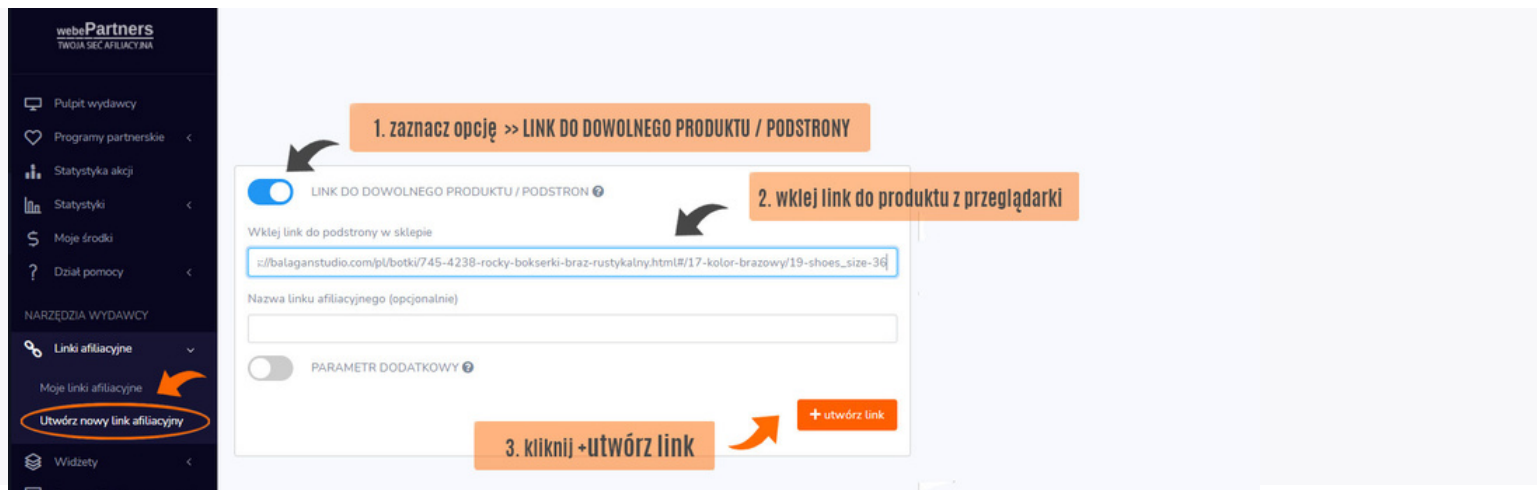 webePartners
TWOJA SIEĆ AFILIACYJNA
Pulpit wydawcy
Programy partnerskie
Statystyka akcji
Statystyki
Moje środki
Dział pomocy
NARZĘDZIA WYDAWCY
Linki afiliacyjne
Moje linki afiliacyjne
Utwórz nowy link afiliacyjny
Widżety
1. zaznacz opcję >> LINK DO DOWOLNEGO PRODUKTU / PODSTRONY
LINK DO DOWOLNEGO PRODUKTU / PODSTRON
2. wklej link do produktu z przeglądarki
Wklej link do podstrony w sklepie
://balaganstudio.com/pl/botki/745-4238-rocky-bokserki-braz-rustykalny.html#/17-kolor-brazowy/19-shoes_size-36
Nazwa linku afiliacyjnego (opcjonalnie)
PARAMETR DODATKOWY
+ utwórz link
3. kliknij +utwórz link